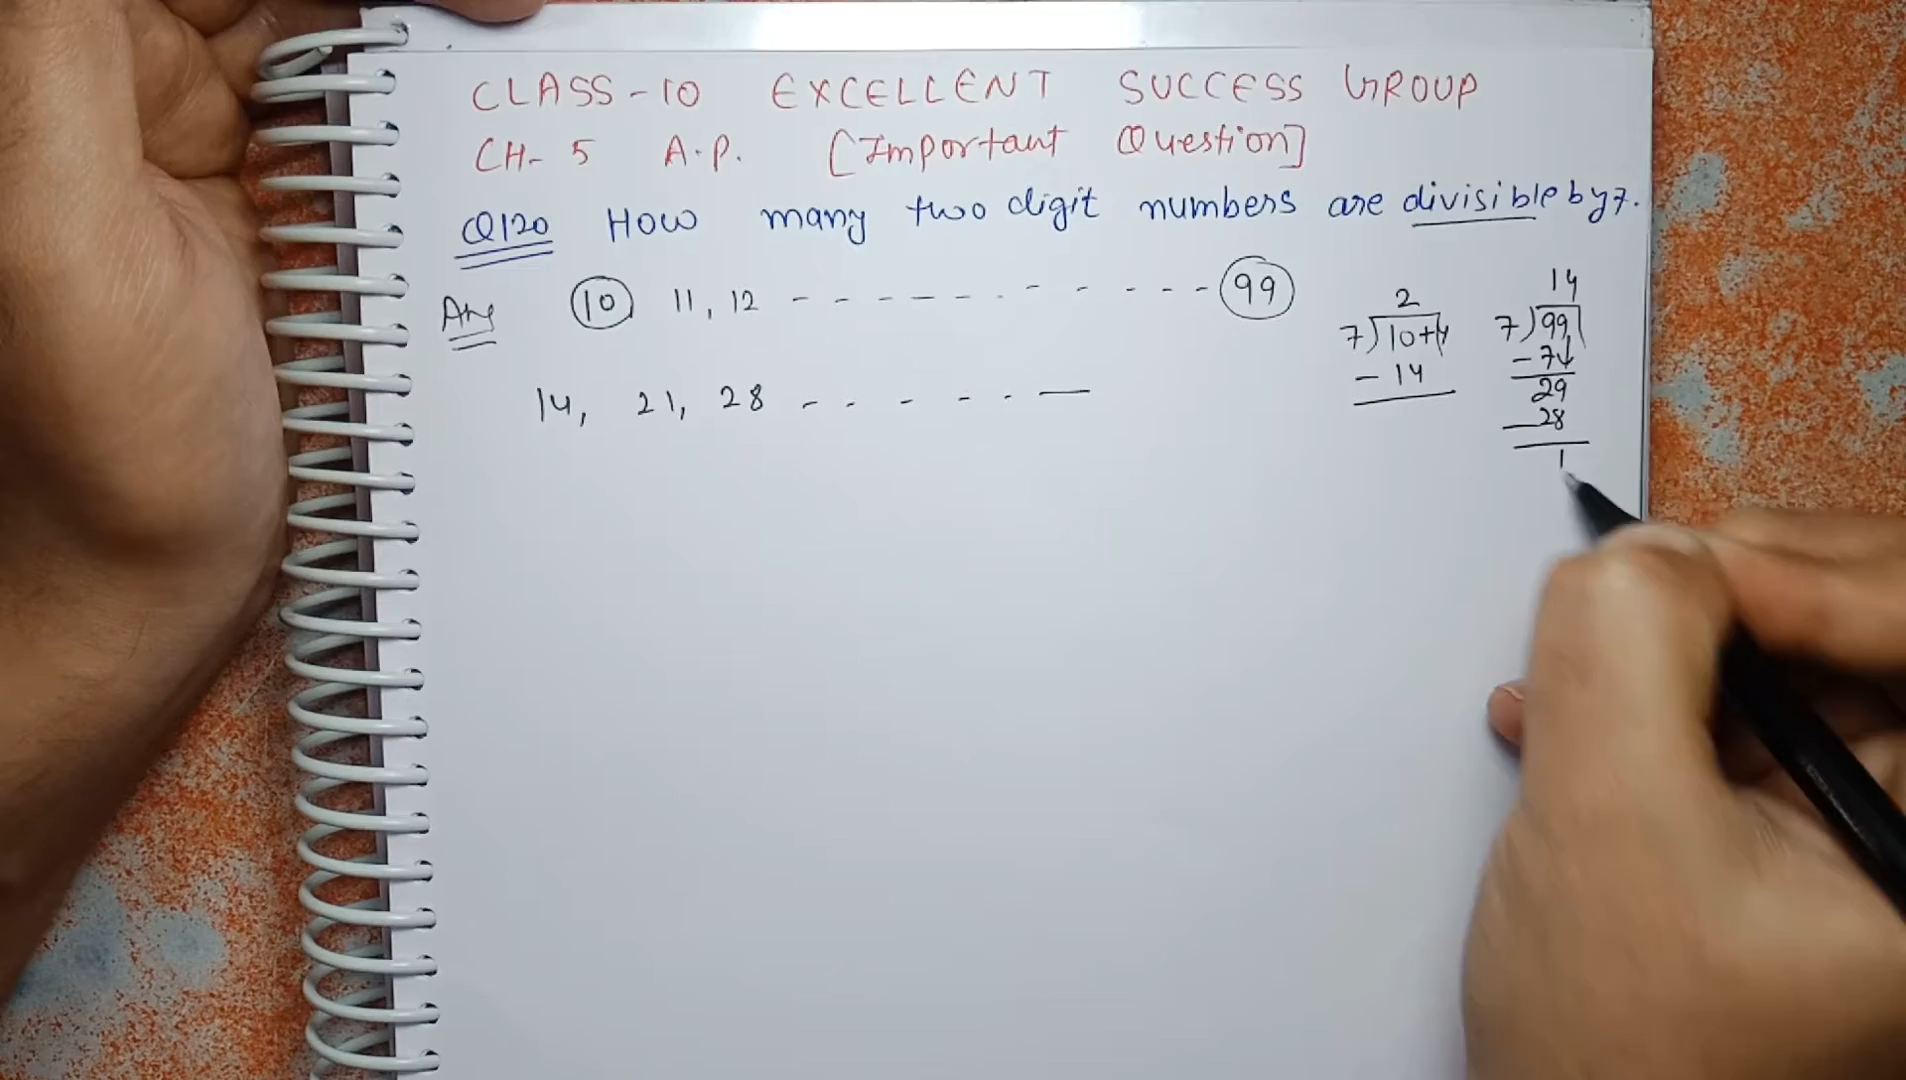 CLASS-10 EXCELLENT SUCCESS GROUP
CH-5 A.P. [Important Question]
Q120 How many two digit numbers are divisible by 7.
Ans 10 11, 12 - - - - - - - - - - 99
14, 21, 28 - - - - - —
2
7)10+4
- 14
14
7)99
- 7↓
29
- 28
1